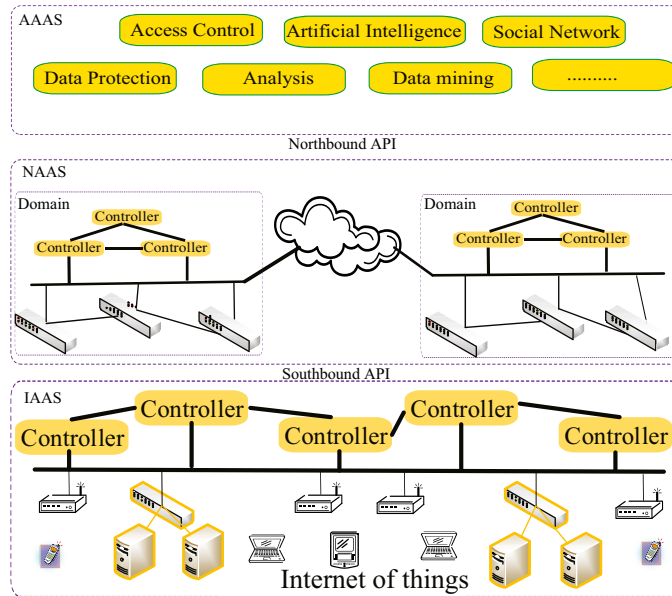 AAAS
Access Control
Artificial Intelligence
Social Network
Data Protection
Analysis
Data mining
..........
Northbound API
NAAS
Domain
Controller
Controller
Controller
Domain
Controller
Controller
Controller
Southbound API
IAAS
Controller
Controller
Controller
Controller
Controller
Internet of things